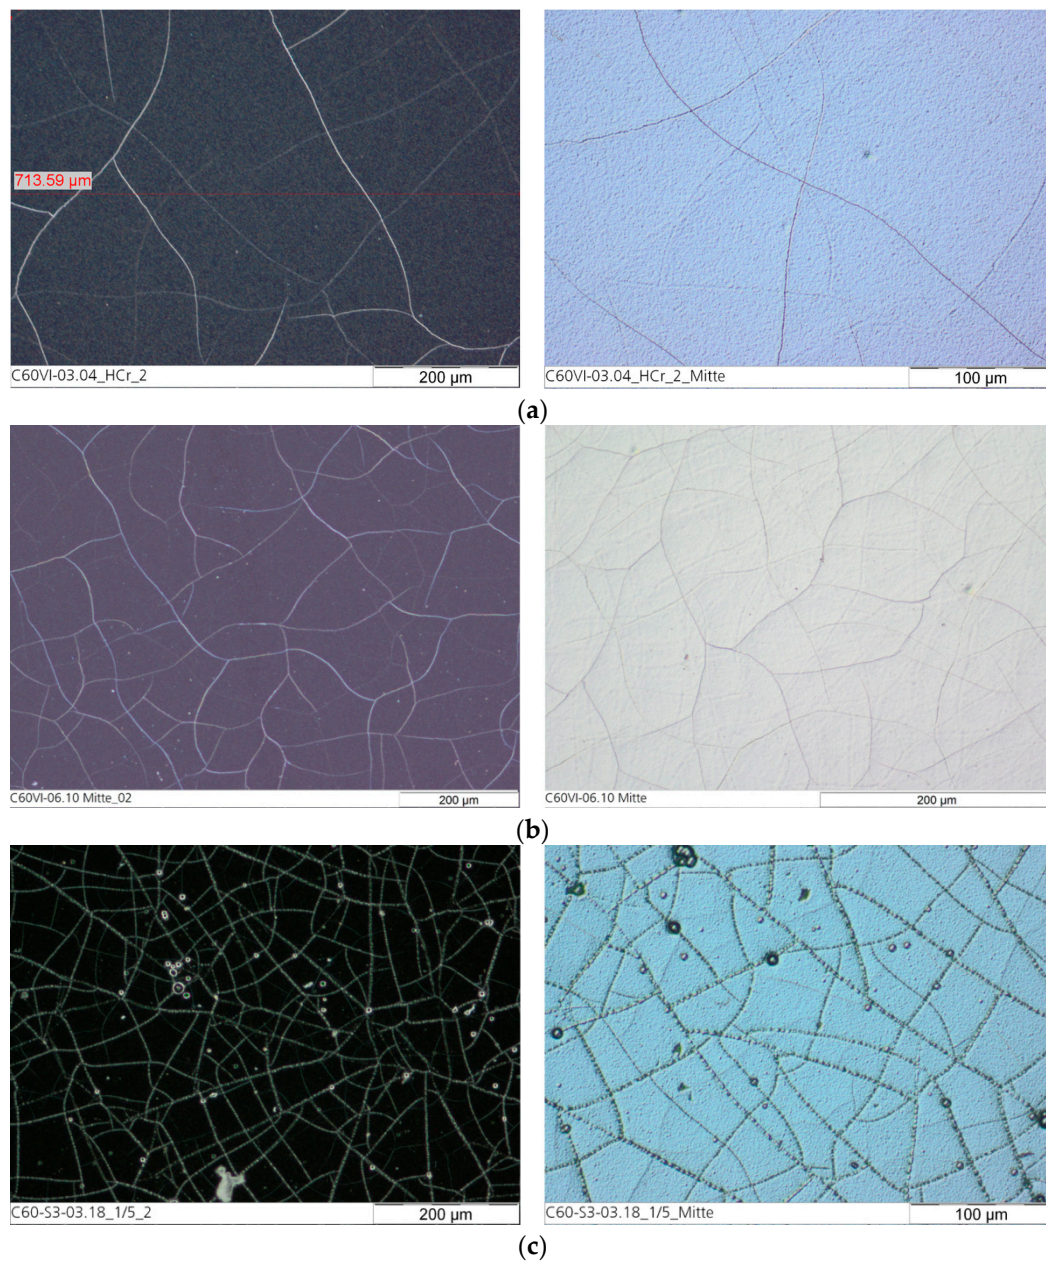 713.59 µm
C60VI-03.04_HCr_2
200 µm
C60VI-03.04_HCr_2_Mitte
100 µm
(a)
C60VI-06.10 Mitte_02
200 µm
C60VI-06.10 Mitte
200 µm
(b)
C60-S3-03.18_1/5_2
200 µm
C60-S3-03.18_1/5_Mitte
100 µm
(c)